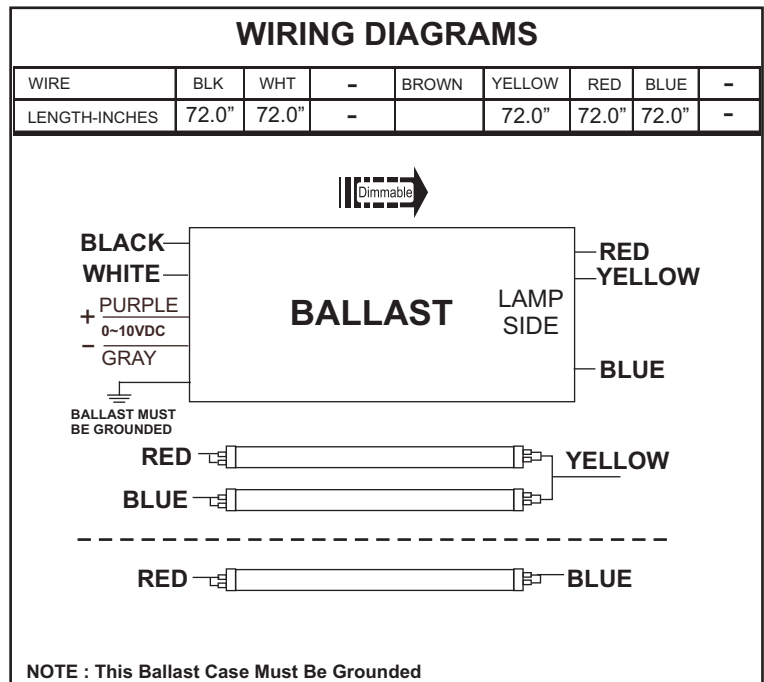 WIRING DIAGRAMS
WIRE BLK WHT - BROWN YELLOW RED BLUE -
LENGTH-INCHES 72.0” 72.0” - 72.0” 72.0” 72.0” -
Dimmable
BLACK
WHITE
+ PURPLE
0~10VDC
- GRAY
BALLAST MUST
BE GROUNDED
BALLAST
LAMP
SIDE
RED
YELLOW
BLUE
RED
YELLOW
BLUE
RED BLUE
NOTE : This Ballast Case Must Be Grounded